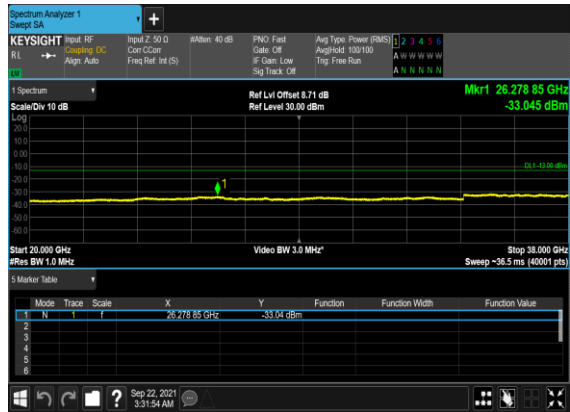 Spectrum Analyzer 1
Swept SA
+
KEYSIGHT Input: RF Input Z: 50 Ω #Atten: 40 dB PNO: Fast Avg Type: Power (RMS) 1 2 3 4 5 6
RL Coupling: DC Corr CCorr Gate: Off Avg|Hold: 100/100 A W W W W W
Align: Auto Freq Ref: Int (S) IF Gain: Low Trig: Free Run
Sig Track: Off A N N N N N
LXI
1 Spectrum Ref Lvl Offset 8.71 dB Mkr1 26.278 85 GHz
Scale/Div 10 dB Ref Level 30.00 dBm -33.045 dBm
Log
20.0
10.0
0.00
-10.0
DL1 -13.00 dBm
-20.0
1
-30.0
-40.0
-50.0
-60.0
Start 20.000 GHz Video BW 3.0 MHz* Stop 38.000 GHz
#Res BW 1.0 MHz Sweep ~36.5 ms (40001 pts)
5 Marker Table
Mode Trace Scale X Y Function Function Width Function Value
1 N 1 f 26.278 85 GHz -33.04 dBm
2
3
4
5
6
? Sep 22, 2021
3:31:54 AM